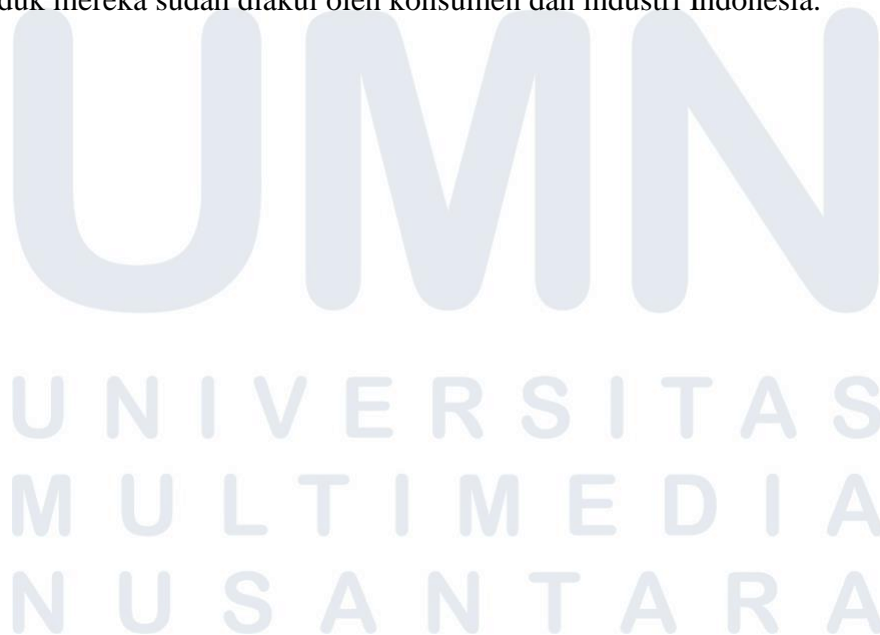 duk mereka sudah diakui oleh konsumen dan industri Indonesia.
UMN
UNIVERSITAS
MULTIMEDIA
NUSANTARA